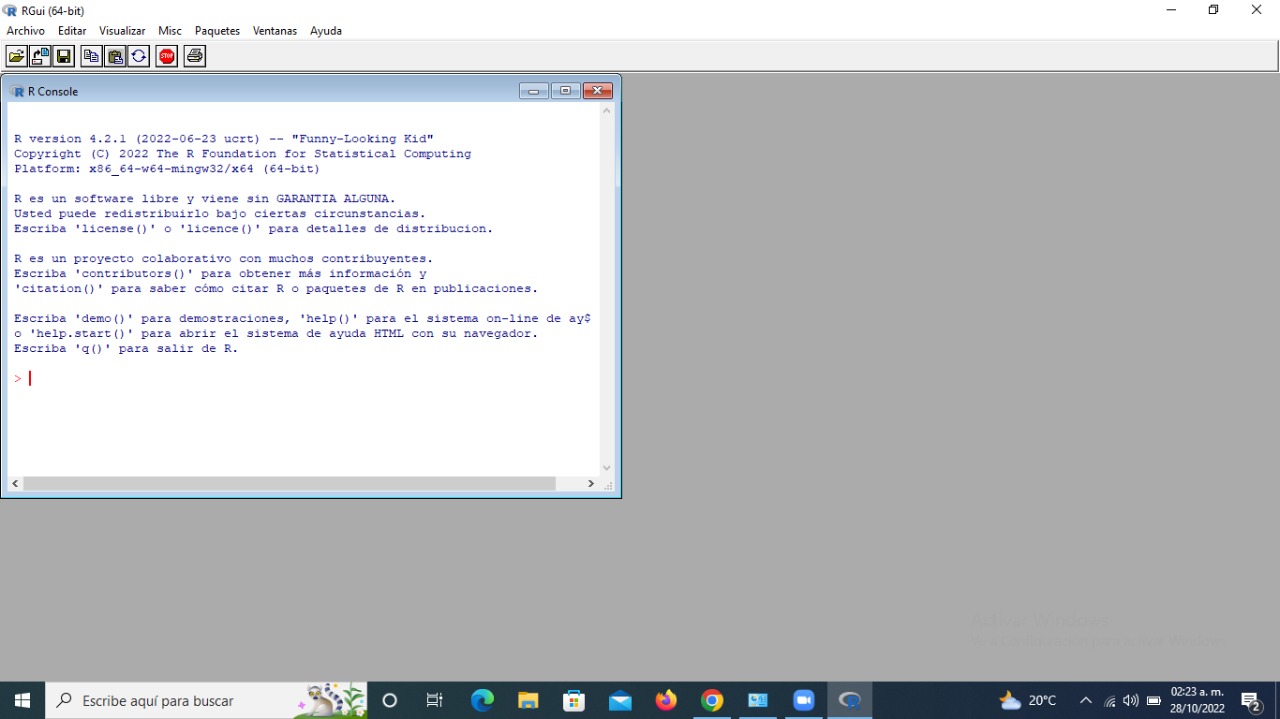 RGui (64-bit)
Archivo Editar Visualizar Misc Paquetes Ventanas Ayuda
STOP
R Console
R version 4.2.1 (2022-06-23 ucrt) -- "Funny-Looking Kid"
Copyright (C) 2022 The R Foundation for Statistical Computing
Platform: x86_64-w64-mingw32/x64 (64-bit)
R es un software libre y viene sin GARANTIA ALGUNA.
Usted puede redistribuirlo bajo ciertas circunstancias.
Escriba 'license()' o 'licence()' para detalles de distribucion.
R es un proyecto colaborativo con muchos contribuyentes.
Escriba 'contributors()' para obtener más información y
'citation()' para saber cómo citar R o paquetes de R en publicaciones.
Escriba 'demo()' para demostraciones, 'help()' para el sistema on-line de ay$
o 'help.start()' para abrir el sistema de ayuda HTML con su navegador.
Escriba 'q()' para salir de R.
>
Activar Windows
Escribe aquí para buscar
20°C
02:23 a. m.
28/10/2022
2